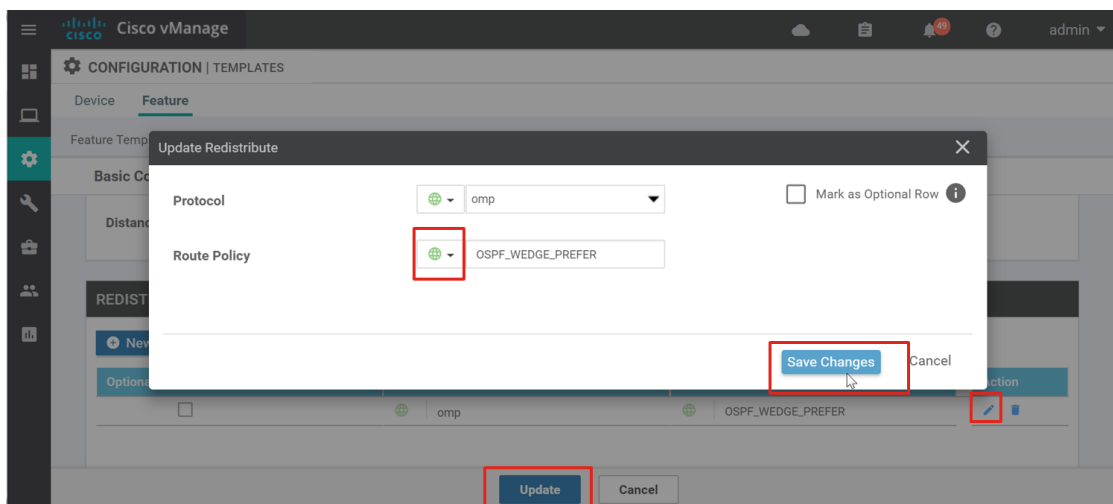 cisco Cisco vManage 49 admin
CONFIGURATION | TEMPLATES
Device Feature
Feature Temp
Update Redistribute
Basic Co
Protocol omp Mark as Optional Row
Distanc
Route Policy OSPF_WEDGE_PREFER
REDIST
New
Save Changes Cancel
Optiona ction
omp OSPF_WEDGE_PREFER
Update Cancel